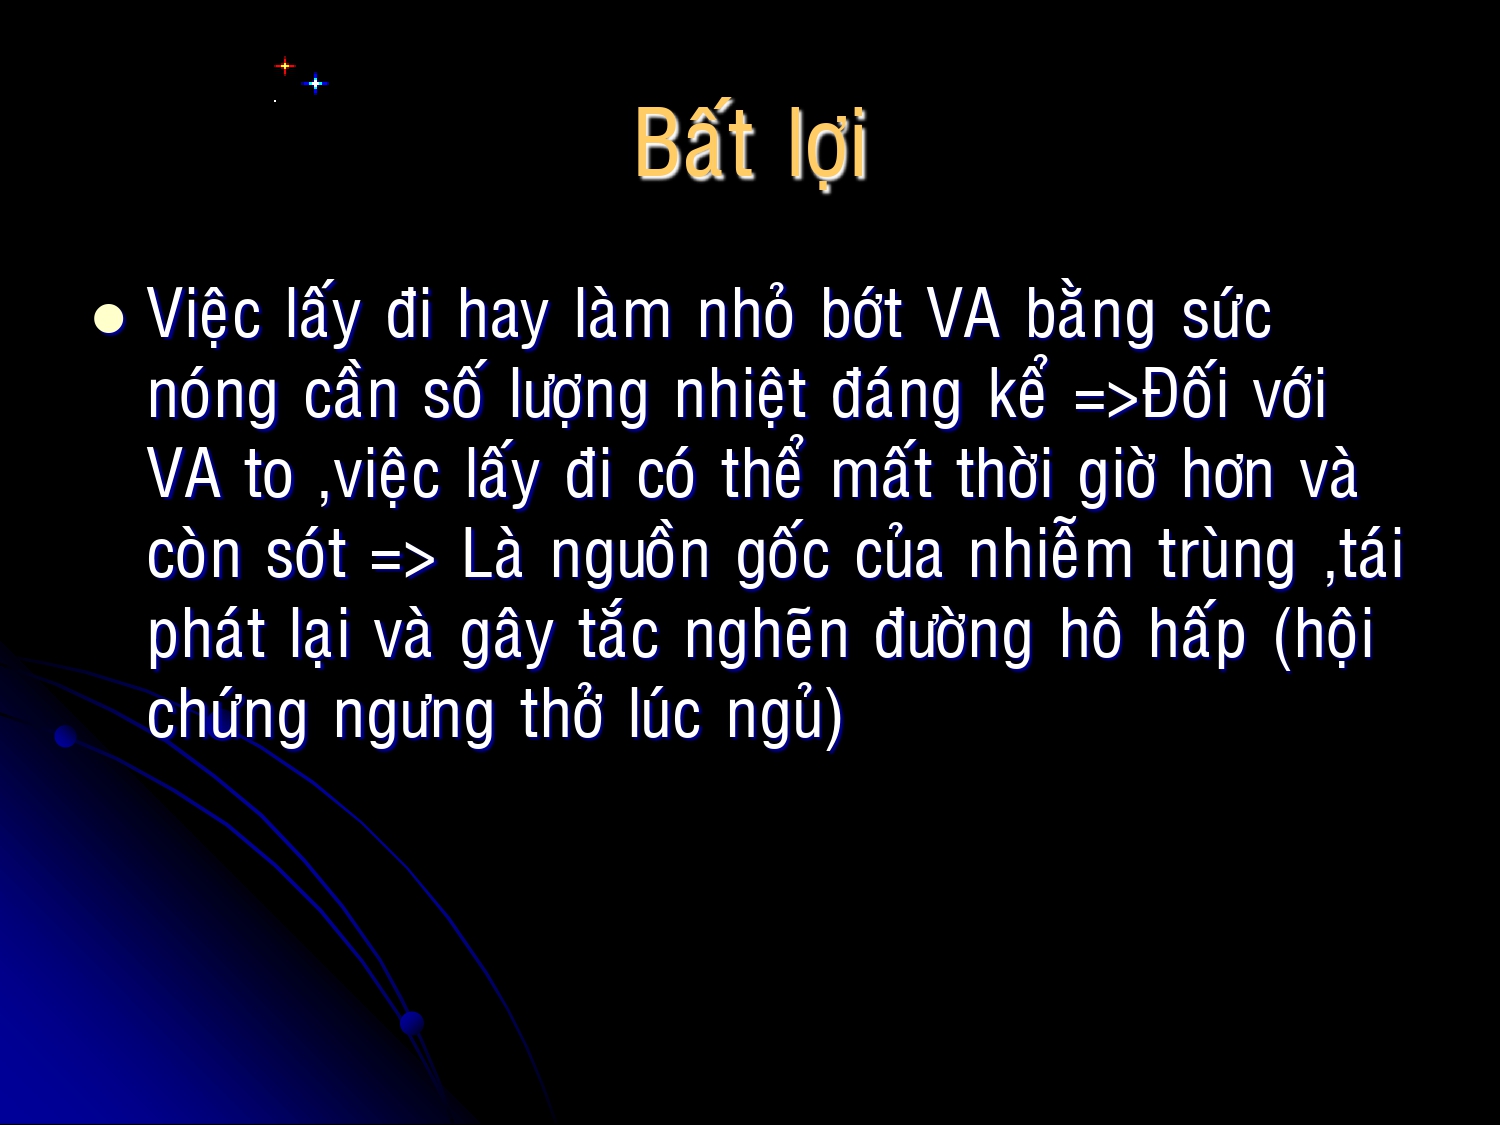 Bất lợi
Việc lấy đi hay làm nhỏ bớt VA bằng sức
nóng cần số lượng nhiệt đáng kể =>Đối với
VA to ,việc lấy đi có thể mất thời giờ hơn và
còn sót => Là nguồn gốc của nhiễm trùng ,tái
phát lại và gây tắc nghẽn đường hô hấp (hội
chứng ngưng thở lúc ngủ)